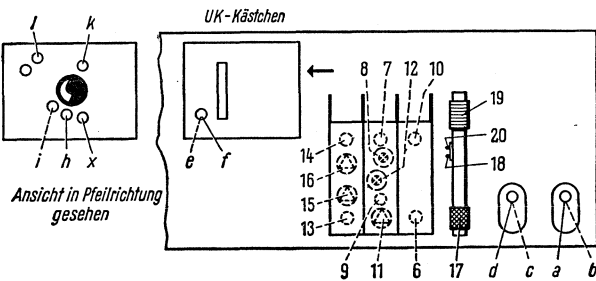 UK-Kästchen
l k
8 7 12 10
19
20
18
i h x
e f
14
16
15
13
9 11 6 17 d c a b
Ansicht in Pfeilrichtung
gesehen